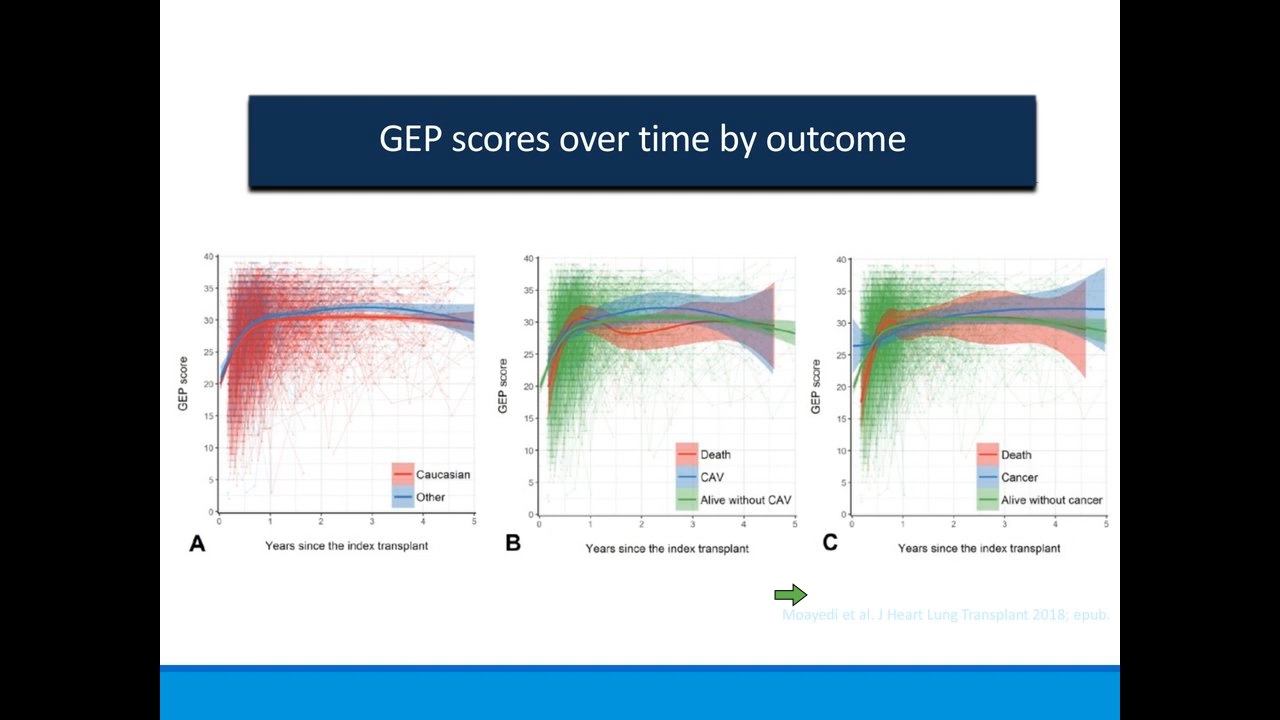 GEP scores over time by outcome
40
35
30
25
20
15
10
5
0
GEP score
0 1 2 3 4 5
Years since the index transplant
Caucasian
Other
A
40
35
30
25
20
15
10
5
0
GEP score
0 1 2 3 4 5
Years since the index transplant
Death
CAV
Alive without CAV
B
40
35
30
25
20
15
10
5
0
GEP score
0 1 2 3 4 5
Years since the index transplant
Death
Cancer
Alive without cancer
C
Moayedi et al. J Heart Lung Transplant 2018; epub.